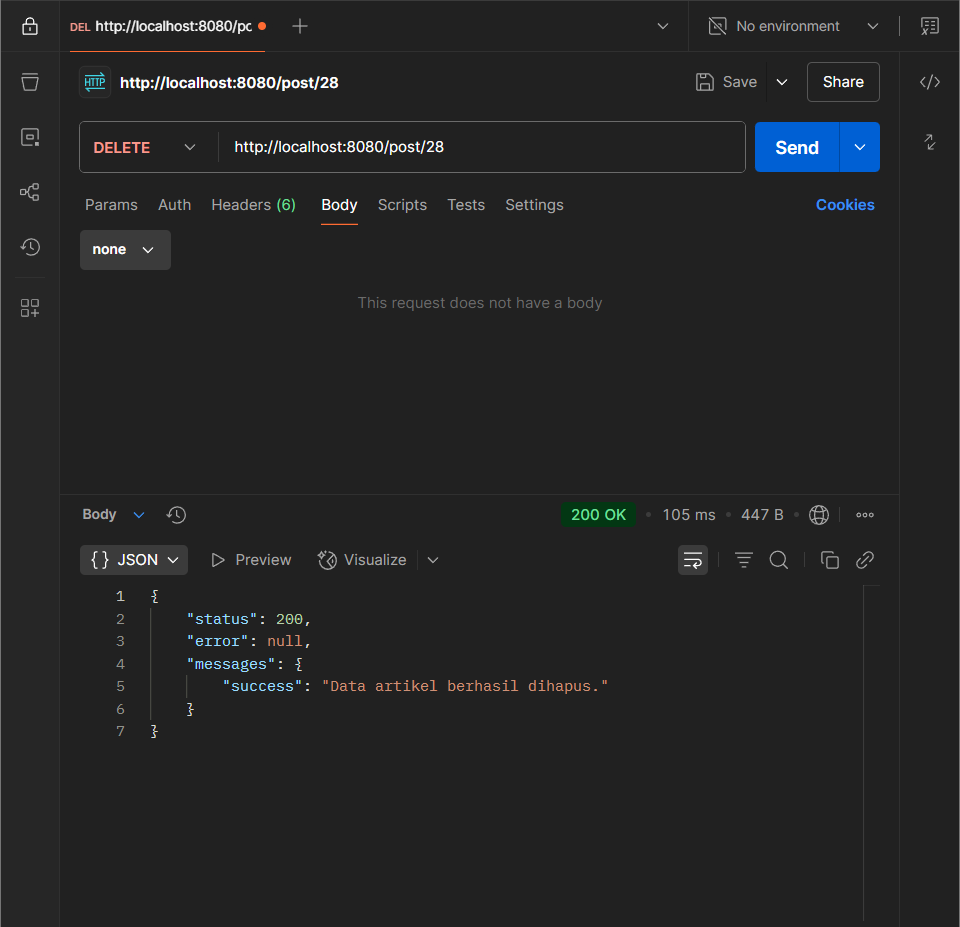 DEL http://localhost:8080/pc
No environment
HTTP http://localhost:8080/post/28
Save
Share
DELETE
http://localhost:8080/post/28
Send
Params Auth Headers (6) Body Scripts Tests Settings
Cookies
none
This request does not have a body
Body
200 OK • 105 ms • 447 B •
{} JSON Preview Visualize
1 {
2 "status": 200,
3 "error": null,
4 "messages": {
5 "success": "Data artikel berhasil dihapus."
6 }
7 }